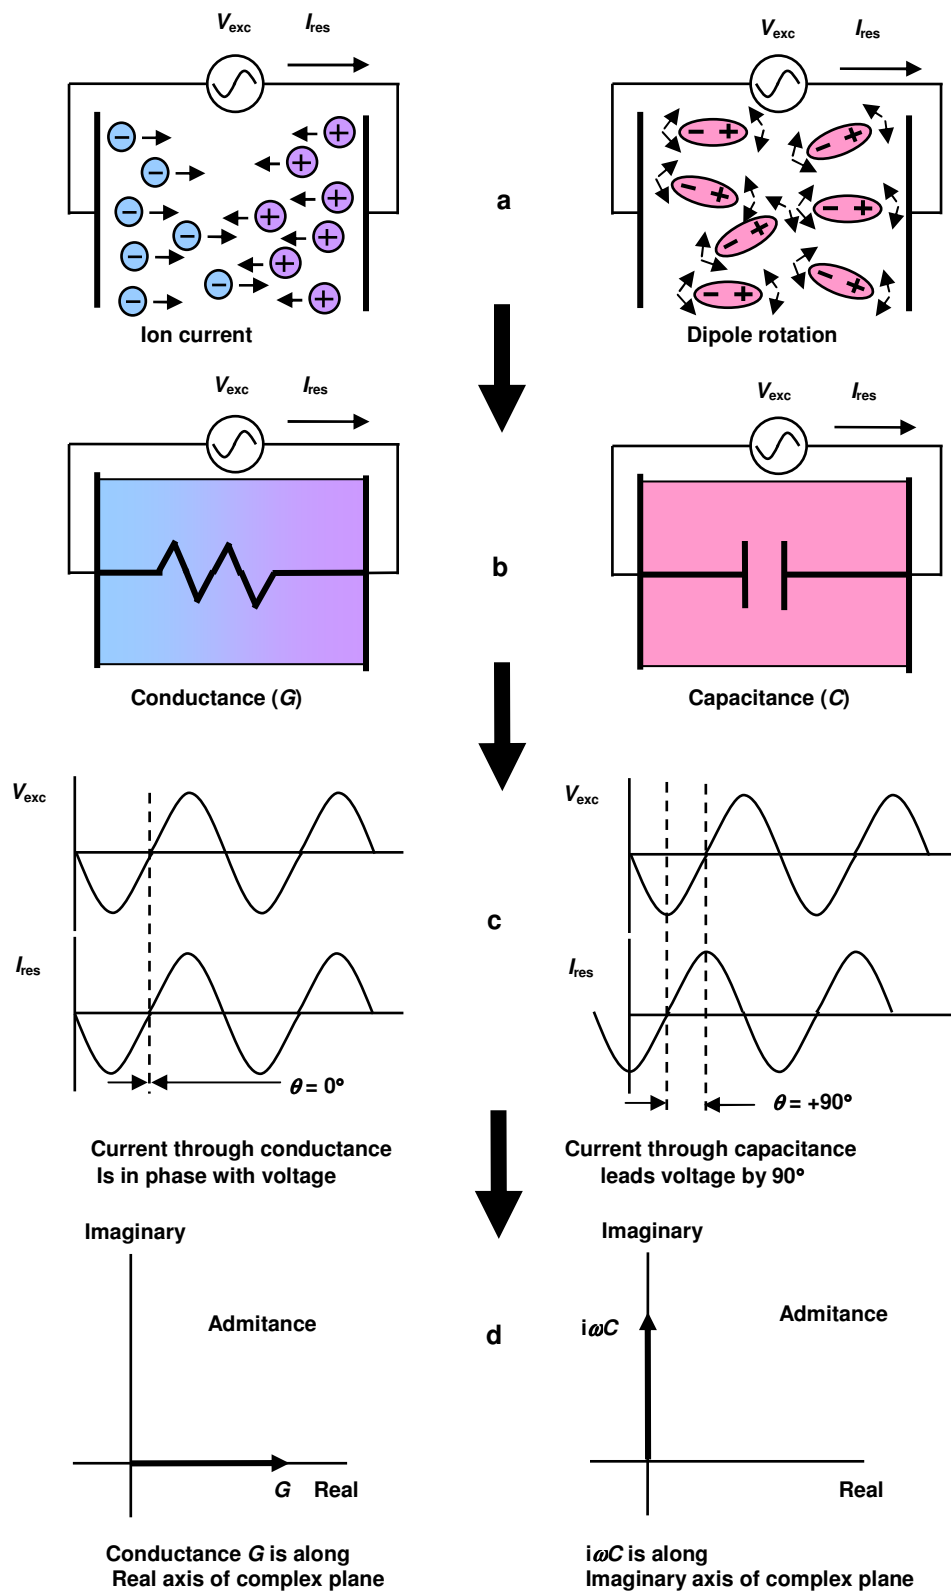 Vexc Ires
Vexc Ires
− − − − − − − −
+ + + + + + + +
− + − + − + − + − + − + − +
a
Ion current
Dipole rotation
Vexc Ires
Vexc Ires
b
Conductance (G)
Capacitance (C)
Vexc
Vexc
c
Ires
Ires
θ = 0°
θ = +90°
Current through conductance
Is in phase with voltage
Current through capacitance
leads voltage by 90°
Imaginary
Admitance
G Real
d
Imaginary
iωC
Admitance
Real
Conductance G is along
Real axis of complex plane
iωC is along
Imaginary axis of complex plane